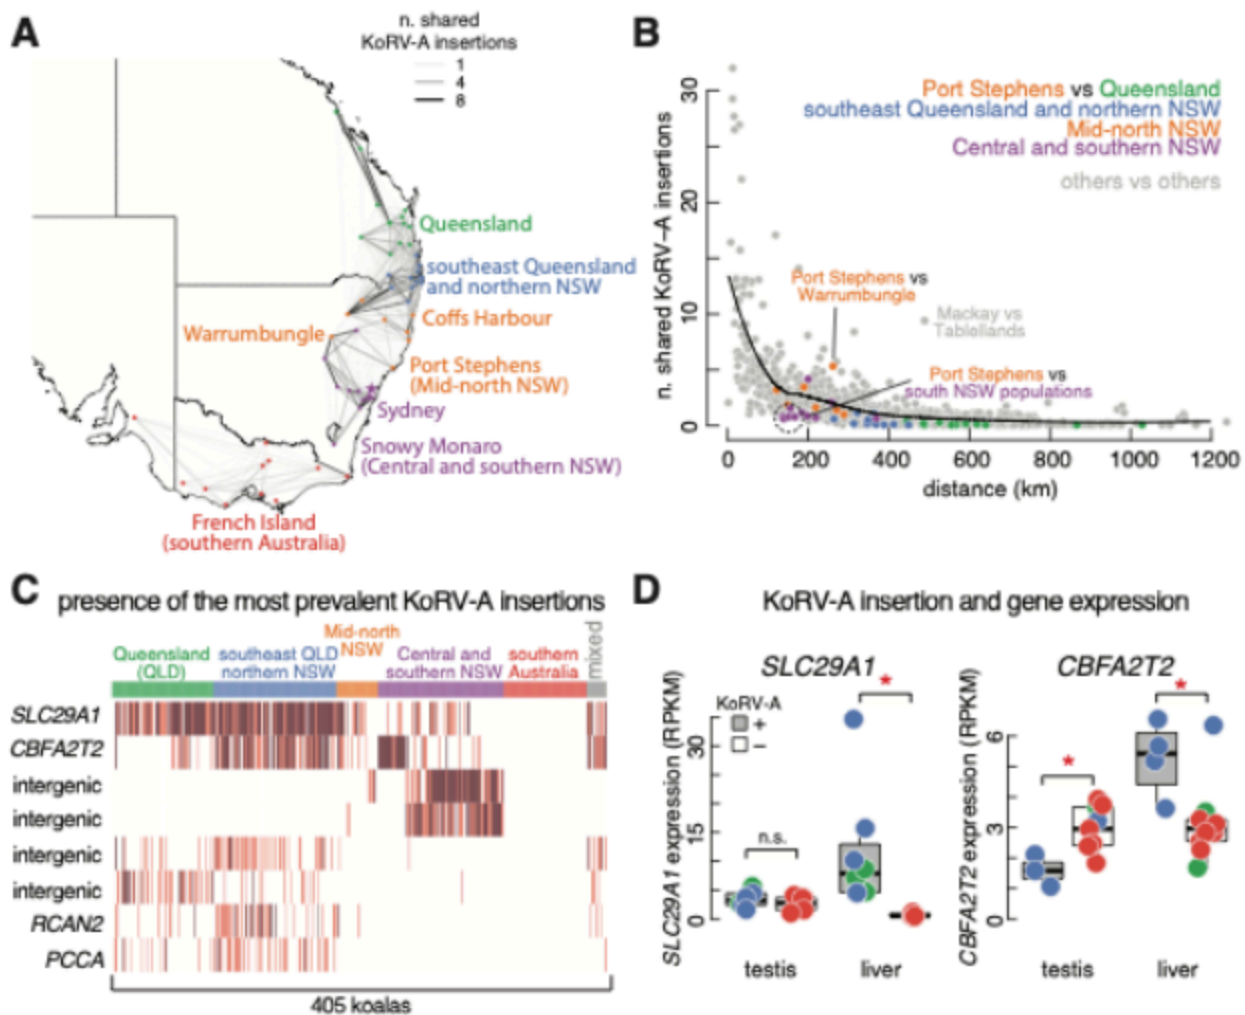 A
n. shared
KoRV-A insertions
1
4
8
Queensland
southeast Queensland
and northern NSW
Coffs Harbour
Warrumbungle
Port Stephens
(Mid-north NSW)
Sydney
Snowy Monaro
(Central and southern NSW)
French Island
(southern Australia)
B
n. shared KoRV-A insertions
30
20
10
0
Port Stephens vs Queensland
southeast Queensland and northern NSW
Mid-north NSW
Central and southern NSW
others vs others
Port Stephens vs
Warrumbungle
Mackay vs
Tablelands
Port Stephens vs
south NSW populations
0 200 400 600 800 1000 1200
distance (km)
C
presence of the most prevalent KoRV-A insertions
Queensland
(QLD)
southeast QLD
northern NSW
Mid-north
NSW
Central and
southern NSW
southern
Australia
mixed
SLC29A1
CBFA2T2
intergenic
intergenic
intergenic
intergenic
RCAN2
PCCA
405 koalas
D
KoRV-A insertion and gene expression
SLC29A1
*
KoRV-A
+
−
n.s.
SLC29A1 expression (RPKM)
30
15
0
testis liver
CBFA2T2
*
*
CBFA2T2 expression (RPKM)
6
3
0
testis liver